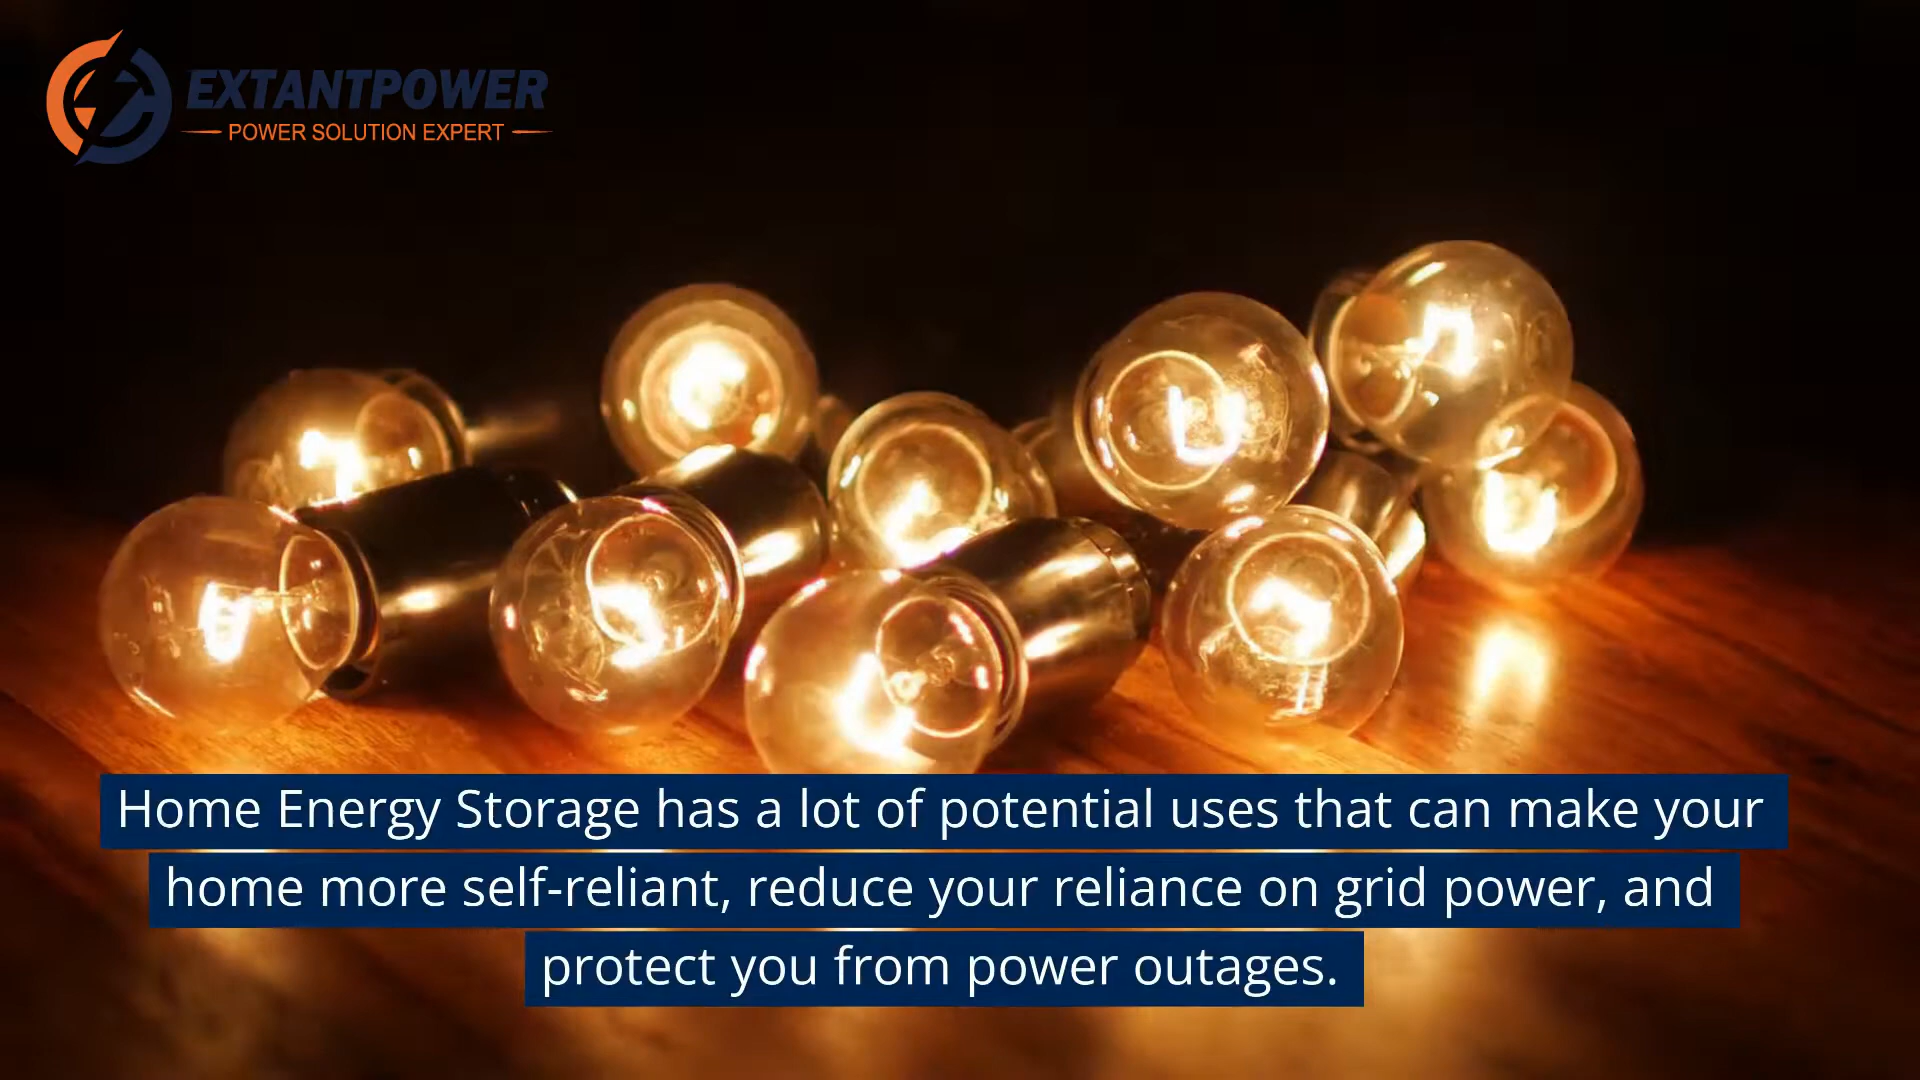 EXTANTPOWER
POWER SOLUTION EXPERT
Home Energy Storage has a lot of potential uses that can make your
home more self-reliant, reduce your reliance on grid power, and
protect you from power outages.